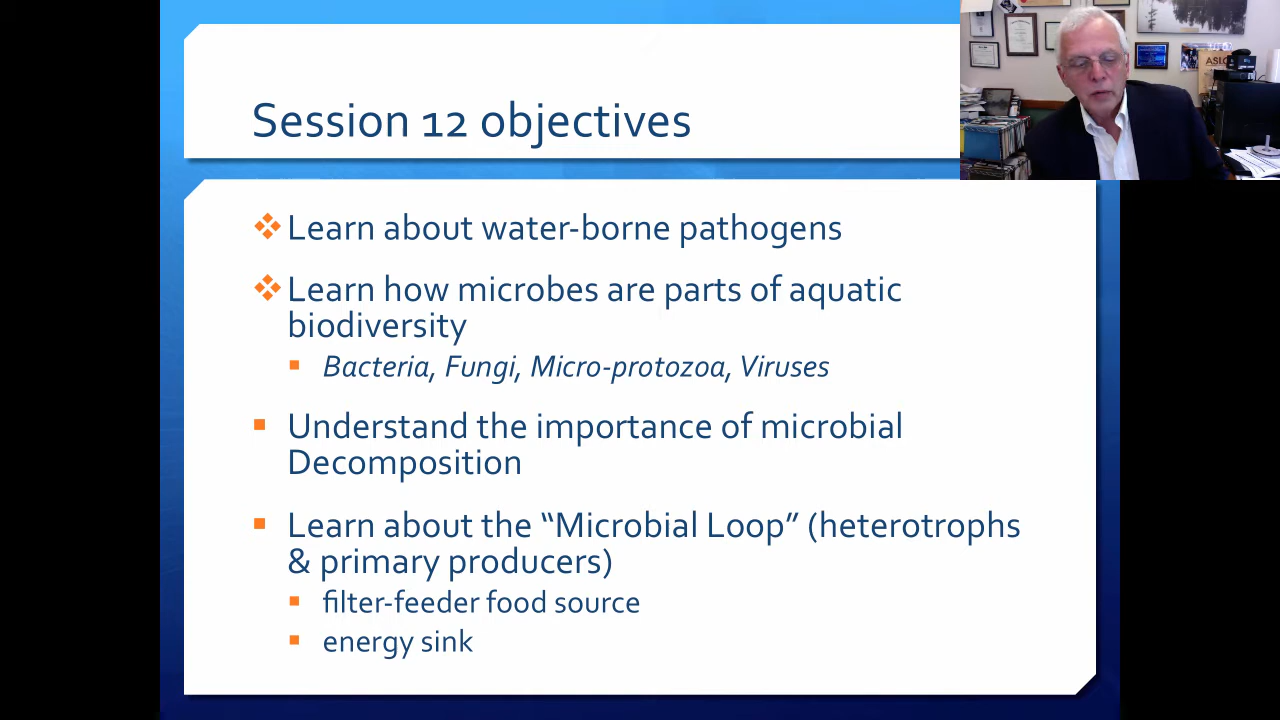 Session 12 objectives
Learn about water-borne pathogens
Learn how microbes are parts of aquatic
biodiversity
Bacteria, Fungi, Micro-protozoa, Viruses
Understand the importance of microbial
Decomposition
Learn about the “Microbial Loop” (heterotrophs
& primary producers)
filter-feeder food source
energy sink